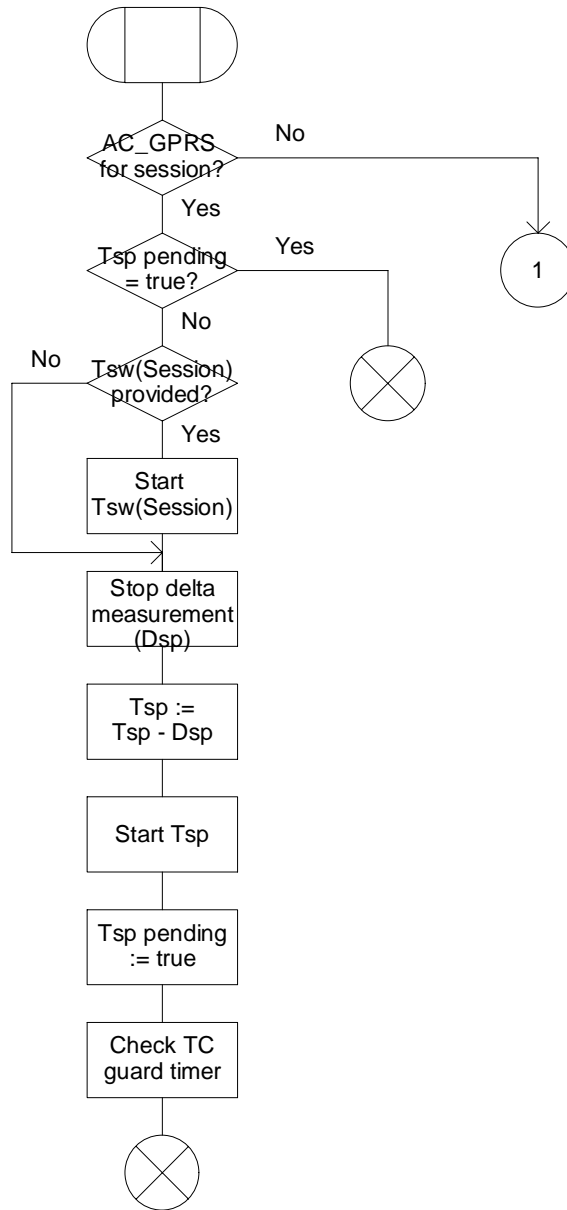 AC_GPRS
for session?
No
Yes
1
Tsp pending
= true?
Yes
No
No
Tsw(Session)
provided?
Yes
Start
Tsw(Session)
Stop delta
measurement
(Dsp)
Tsp :=
Tsp - Dsp
Start Tsp
Tsp pending
:= true
Check TC
guard timer